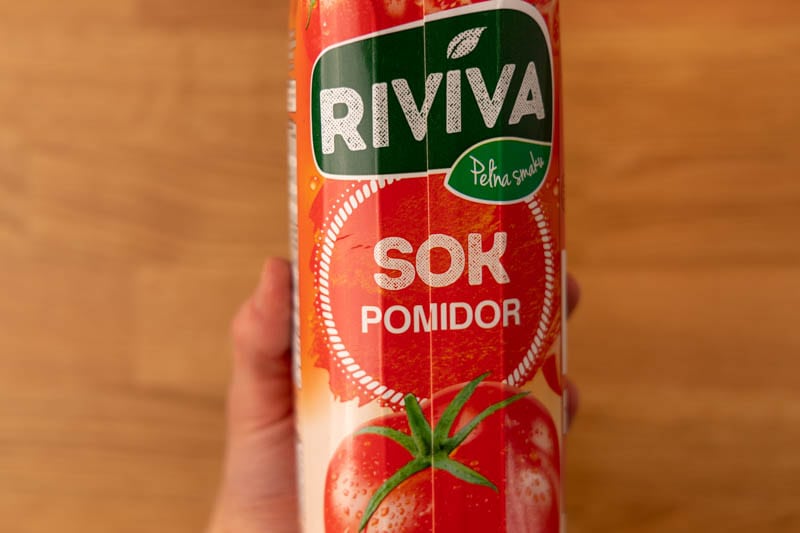 RIVIVA
Pełna smaku
SOK
POMIDOR